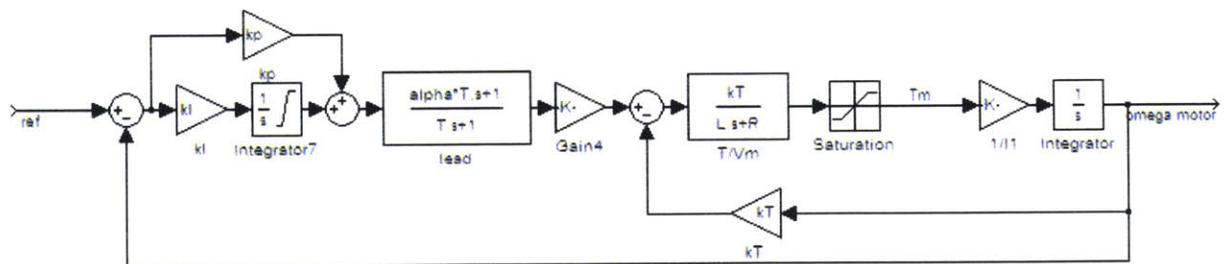 kp
kp
ref
kI
kI
1
s
Integrator7
alpha*T.s+1
T s+1
lead
K-
Gain4
kT
L s+R
T/Vm
Saturation
Tm
K-
1/I1
1
s
Integrator
omega motor
kT
kT